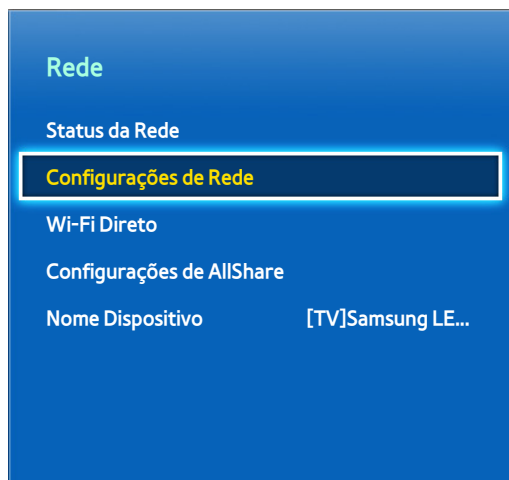 Rede
Status da Rede
Configurações de Rede
Wi-Fi Direto
Configurações de AllShare
Nome Dispositivo [TV]Samsung LE...